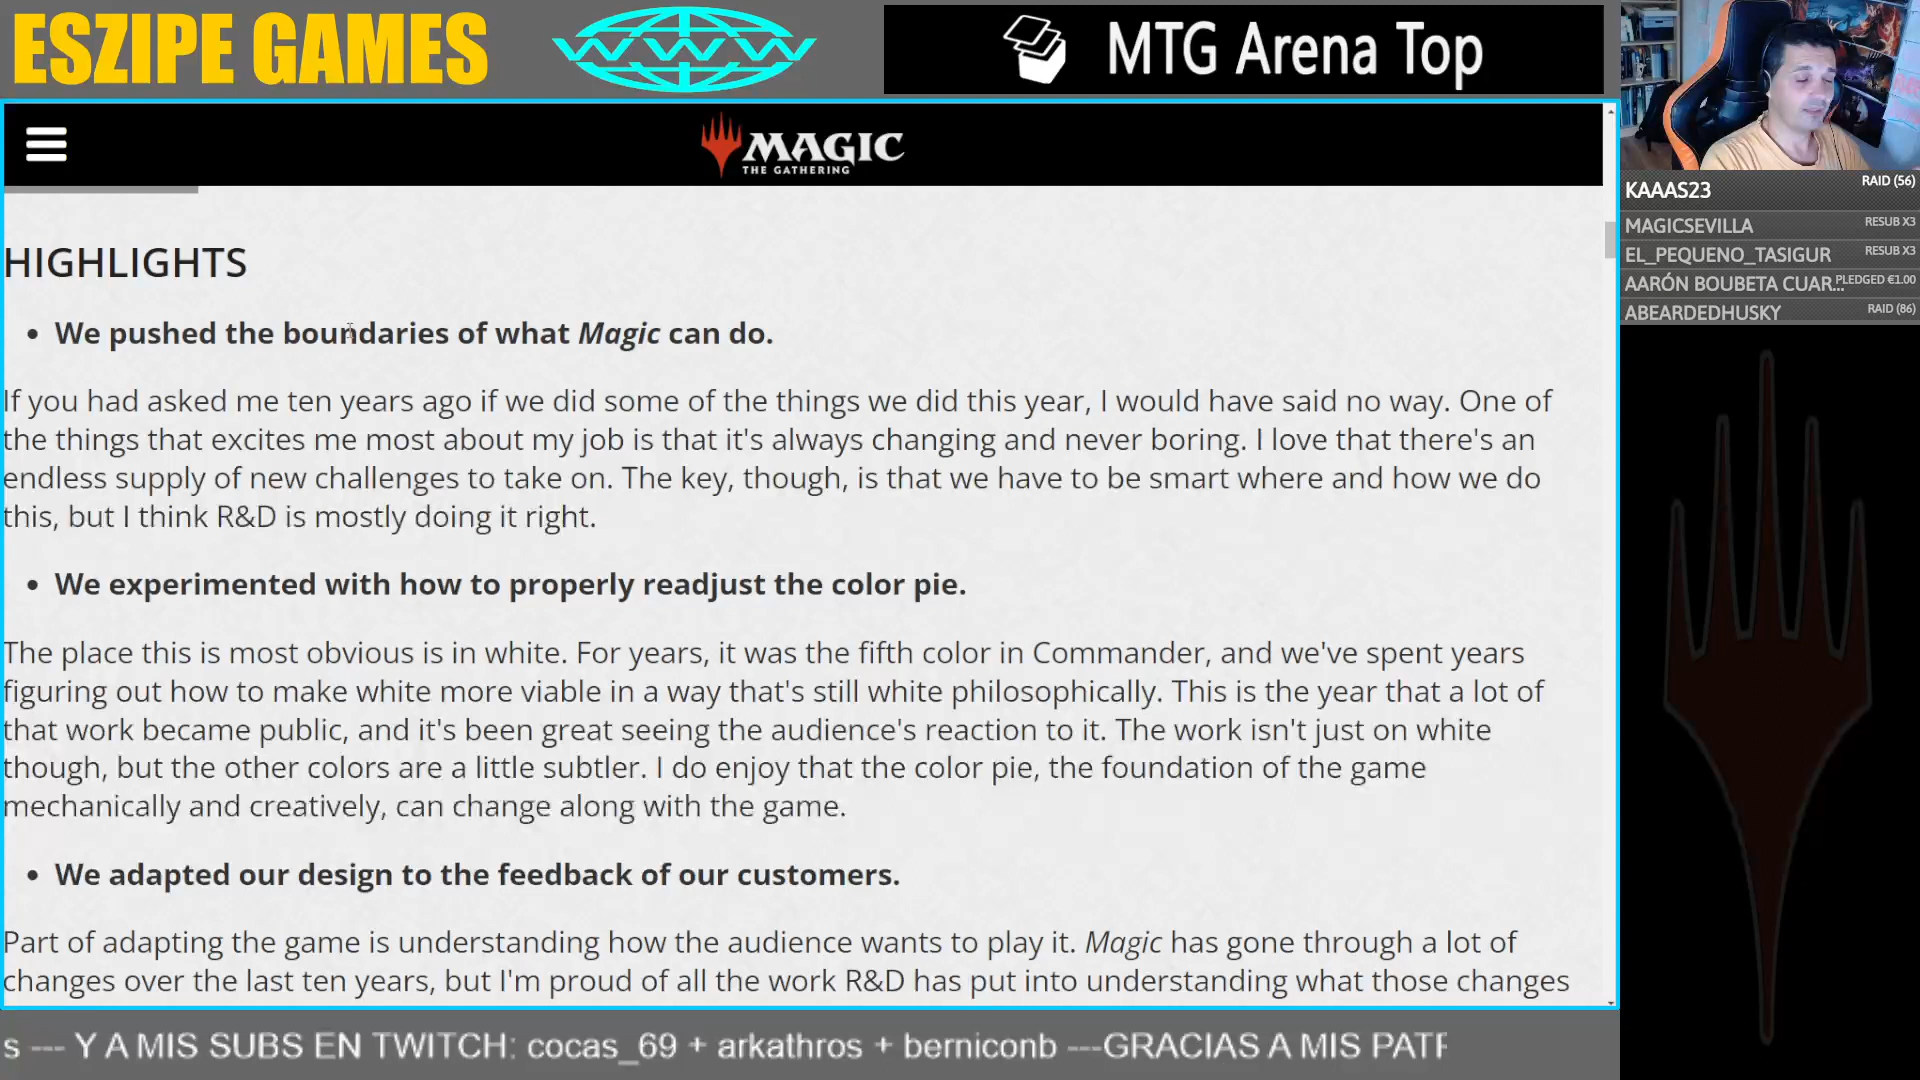 ESZIPE GAMES
WWW
MTG Arena Top
MAGIC
THE GATHERING
KAAAS23 RAID (56)
MAGICSEVILLA RESUB X3
EL_PEQUENO_TASIGUR RESUB X3
AARÓN BOUBETA CUAR... PLEDGED €1.00
ABEARDEDHUSKY RAID (86)
HIGHLIGHTS
• We pushed the boundaries of what Magic can do.
If you had asked me ten years ago if we did some of the things we did this year, I would have said no way. One of
the things that excites me most about my job is that it's always changing and never boring. I love that there's an
endless supply of new challenges to take on. The key, though, is that we have to be smart where and how we do
this, but I think R&D is mostly doing it right.
• We experimented with how to properly readjust the color pie.
The place this is most obvious is in white. For years, it was the fifth color in Commander, and we've spent years
figuring out how to make white more viable in a way that's still white philosophically. This is the year that a lot of
that work became public, and it's been great seeing the audience's reaction to it. The work isn't just on white
though, but the other colors are a little subtler. I do enjoy that the color pie, the foundation of the game
mechanically and creatively, can change along with the game.
• We adapted our design to the feedback of our customers.
Part of adapting the game is understanding how the audience wants to play it. Magic has gone through a lot of
changes over the last ten years, but I'm proud of all the work R&D has put into understanding what those changes
s --- Y A MIS SUBS EN TWITCH: cocas_69 + arkathros + berniconb ---GRACIAS A MIS PAT